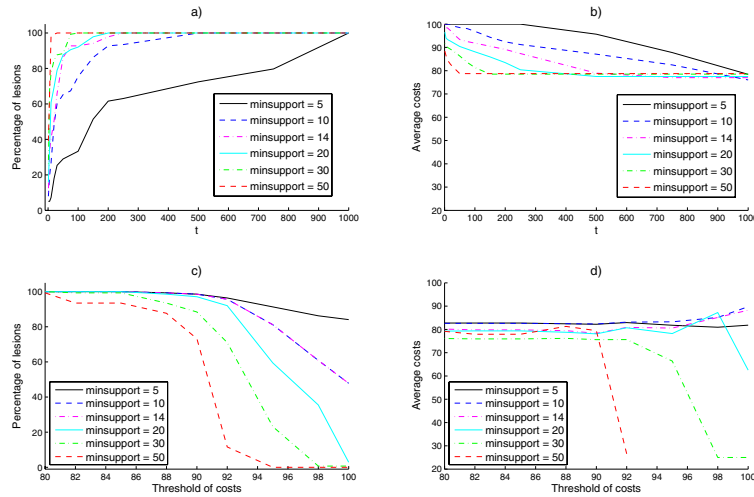 a)
Percentage of lesions
100
80
60
40
20
0
0 100 200 300 400 500 600 700 800 900 1000
t
minsupport = 5
minsupport = 10
minsupport = 14
minsupport = 20
minsupport = 30
minsupport = 50
b)
Average costs
100
90
80
70
60
50
40
30
20
0 100 200 300 400 500 600 700 800 900 1000
t
minsupport = 5
minsupport = 10
minsupport = 14
minsupport = 20
minsupport = 30
minsupport = 50
c)
Percentage of lesions
100
80
60
40
20
0
80 82 84 86 88 90 92 94 96 98 100
Threshold of costs
minsupport = 5
minsupport = 10
minsupport = 14
minsupport = 20
minsupport = 30
minsupport = 50
d)
Average costs
100
90
80
70
60
50
40
30
20
80 82 84 86 88 90 92 94 96 98 100
Threshold of costs
minsupport = 5
minsupport = 10
minsupport = 14
minsupport = 20
minsupport = 30
minsupport = 50